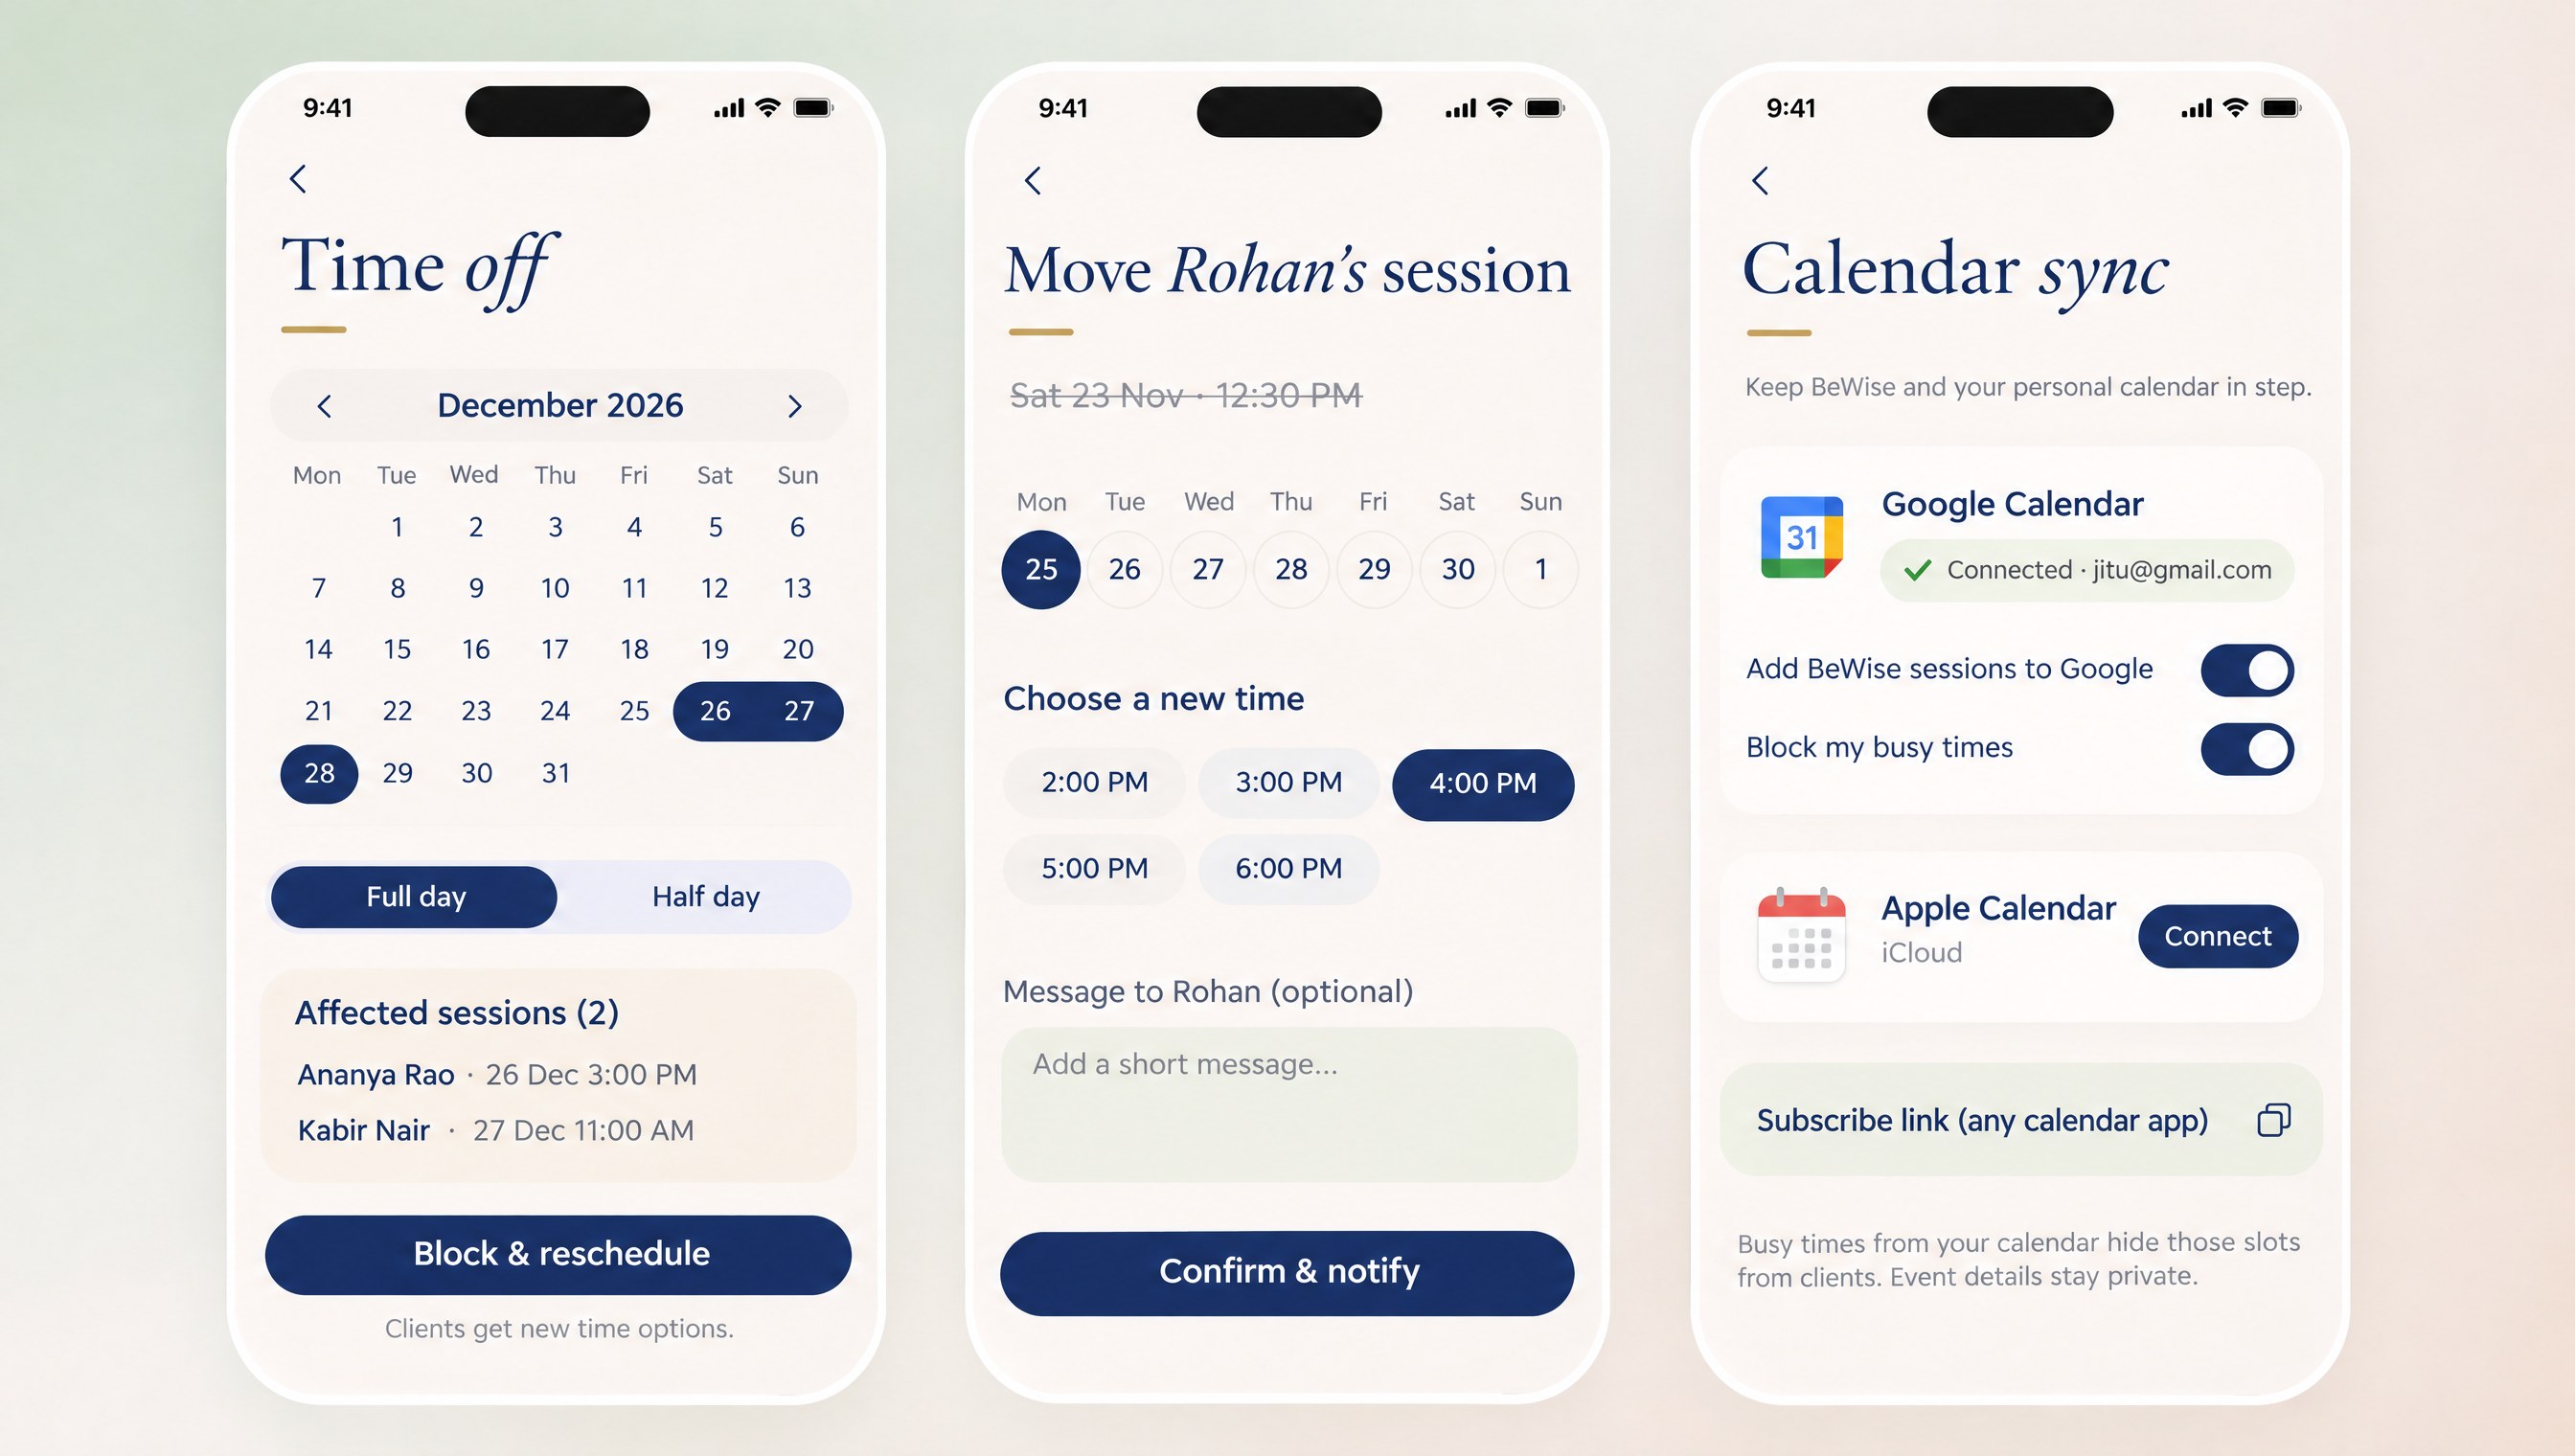 9:41
Time off
December 2026
Mon Tue Wed Thu Fri Sat Sun
1 2 3 4 5 6
7 8 9 10 11 12 13
14 15 16 17 18 19 20
21 22 23 24 25 26 27
28 29 30 31
Full day Half day
Affected sessions (2)
Ananya Rao · 26 Dec 3:00 PM
Kabir Nair · 27 Dec 11:00 AM
Block & reschedule
Clients get new time options.
9:41
Move Rohan's session
Sat 23 Nov · 12:30 PM
Mon Tue Wed Thu Fri Sat Sun
25 26 27 28 29 30 1
Choose a new time
2:00 PM 3:00 PM 4:00 PM
5:00 PM 6:00 PM
Message to Rohan (optional)
Add a short message...
Confirm & notify
9:41
Calendar sync
Keep BeWise and your personal calendar in step.
Google Calendar
31
Connected · jitu@gmail.com
Add BeWise sessions to Google
Block my busy times
Apple Calendar
iCloud
Connect
Subscribe link (any calendar app)
Busy times from your calendar hide those slots
from clients. Event details stay private.